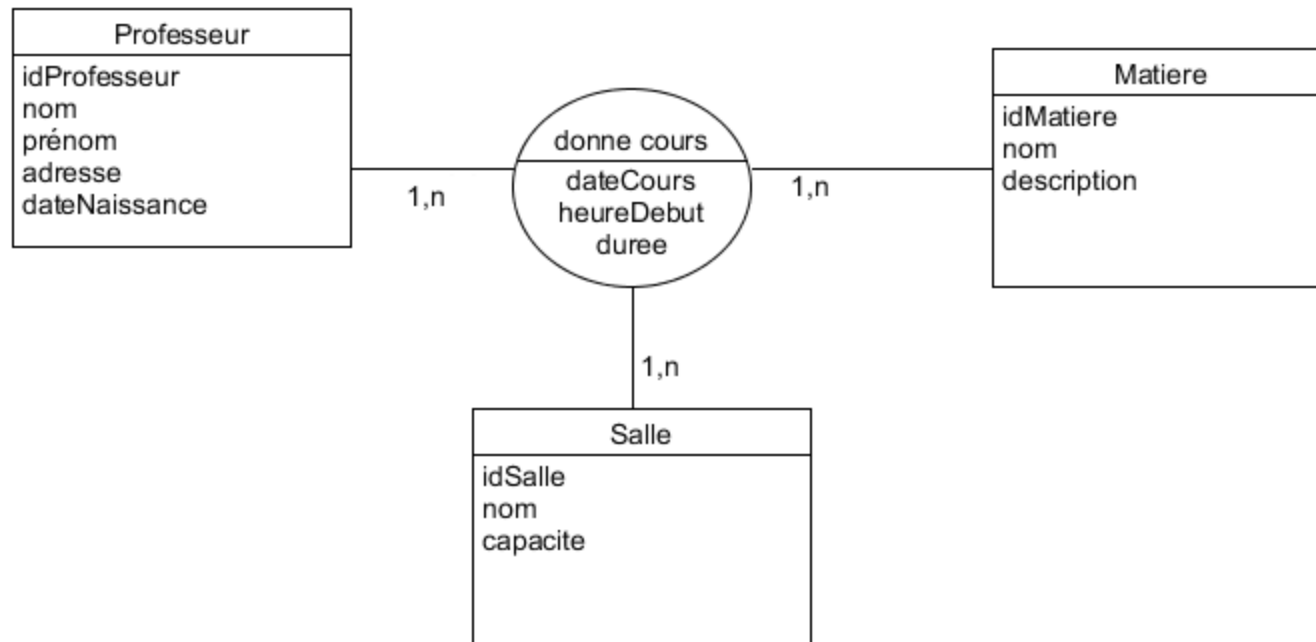 Professeur
idProfesseur
nom
prénom
adresse
dateNaissance
1,n
donne cours
dateCours
heureDebut
duree
1,n
Matiere
idMatiere
nom
description
1,n
Salle
idSalle
nom
capacite